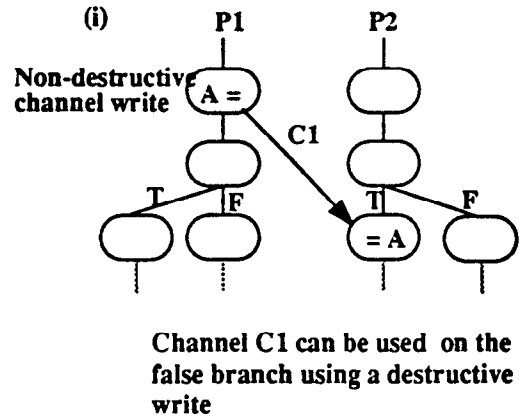 (i)
P1
P2
Non-destructive
channel write
A =
C1
T
F
T
F
= A
Channel C1 can be used on the
false branch using a destructive
write